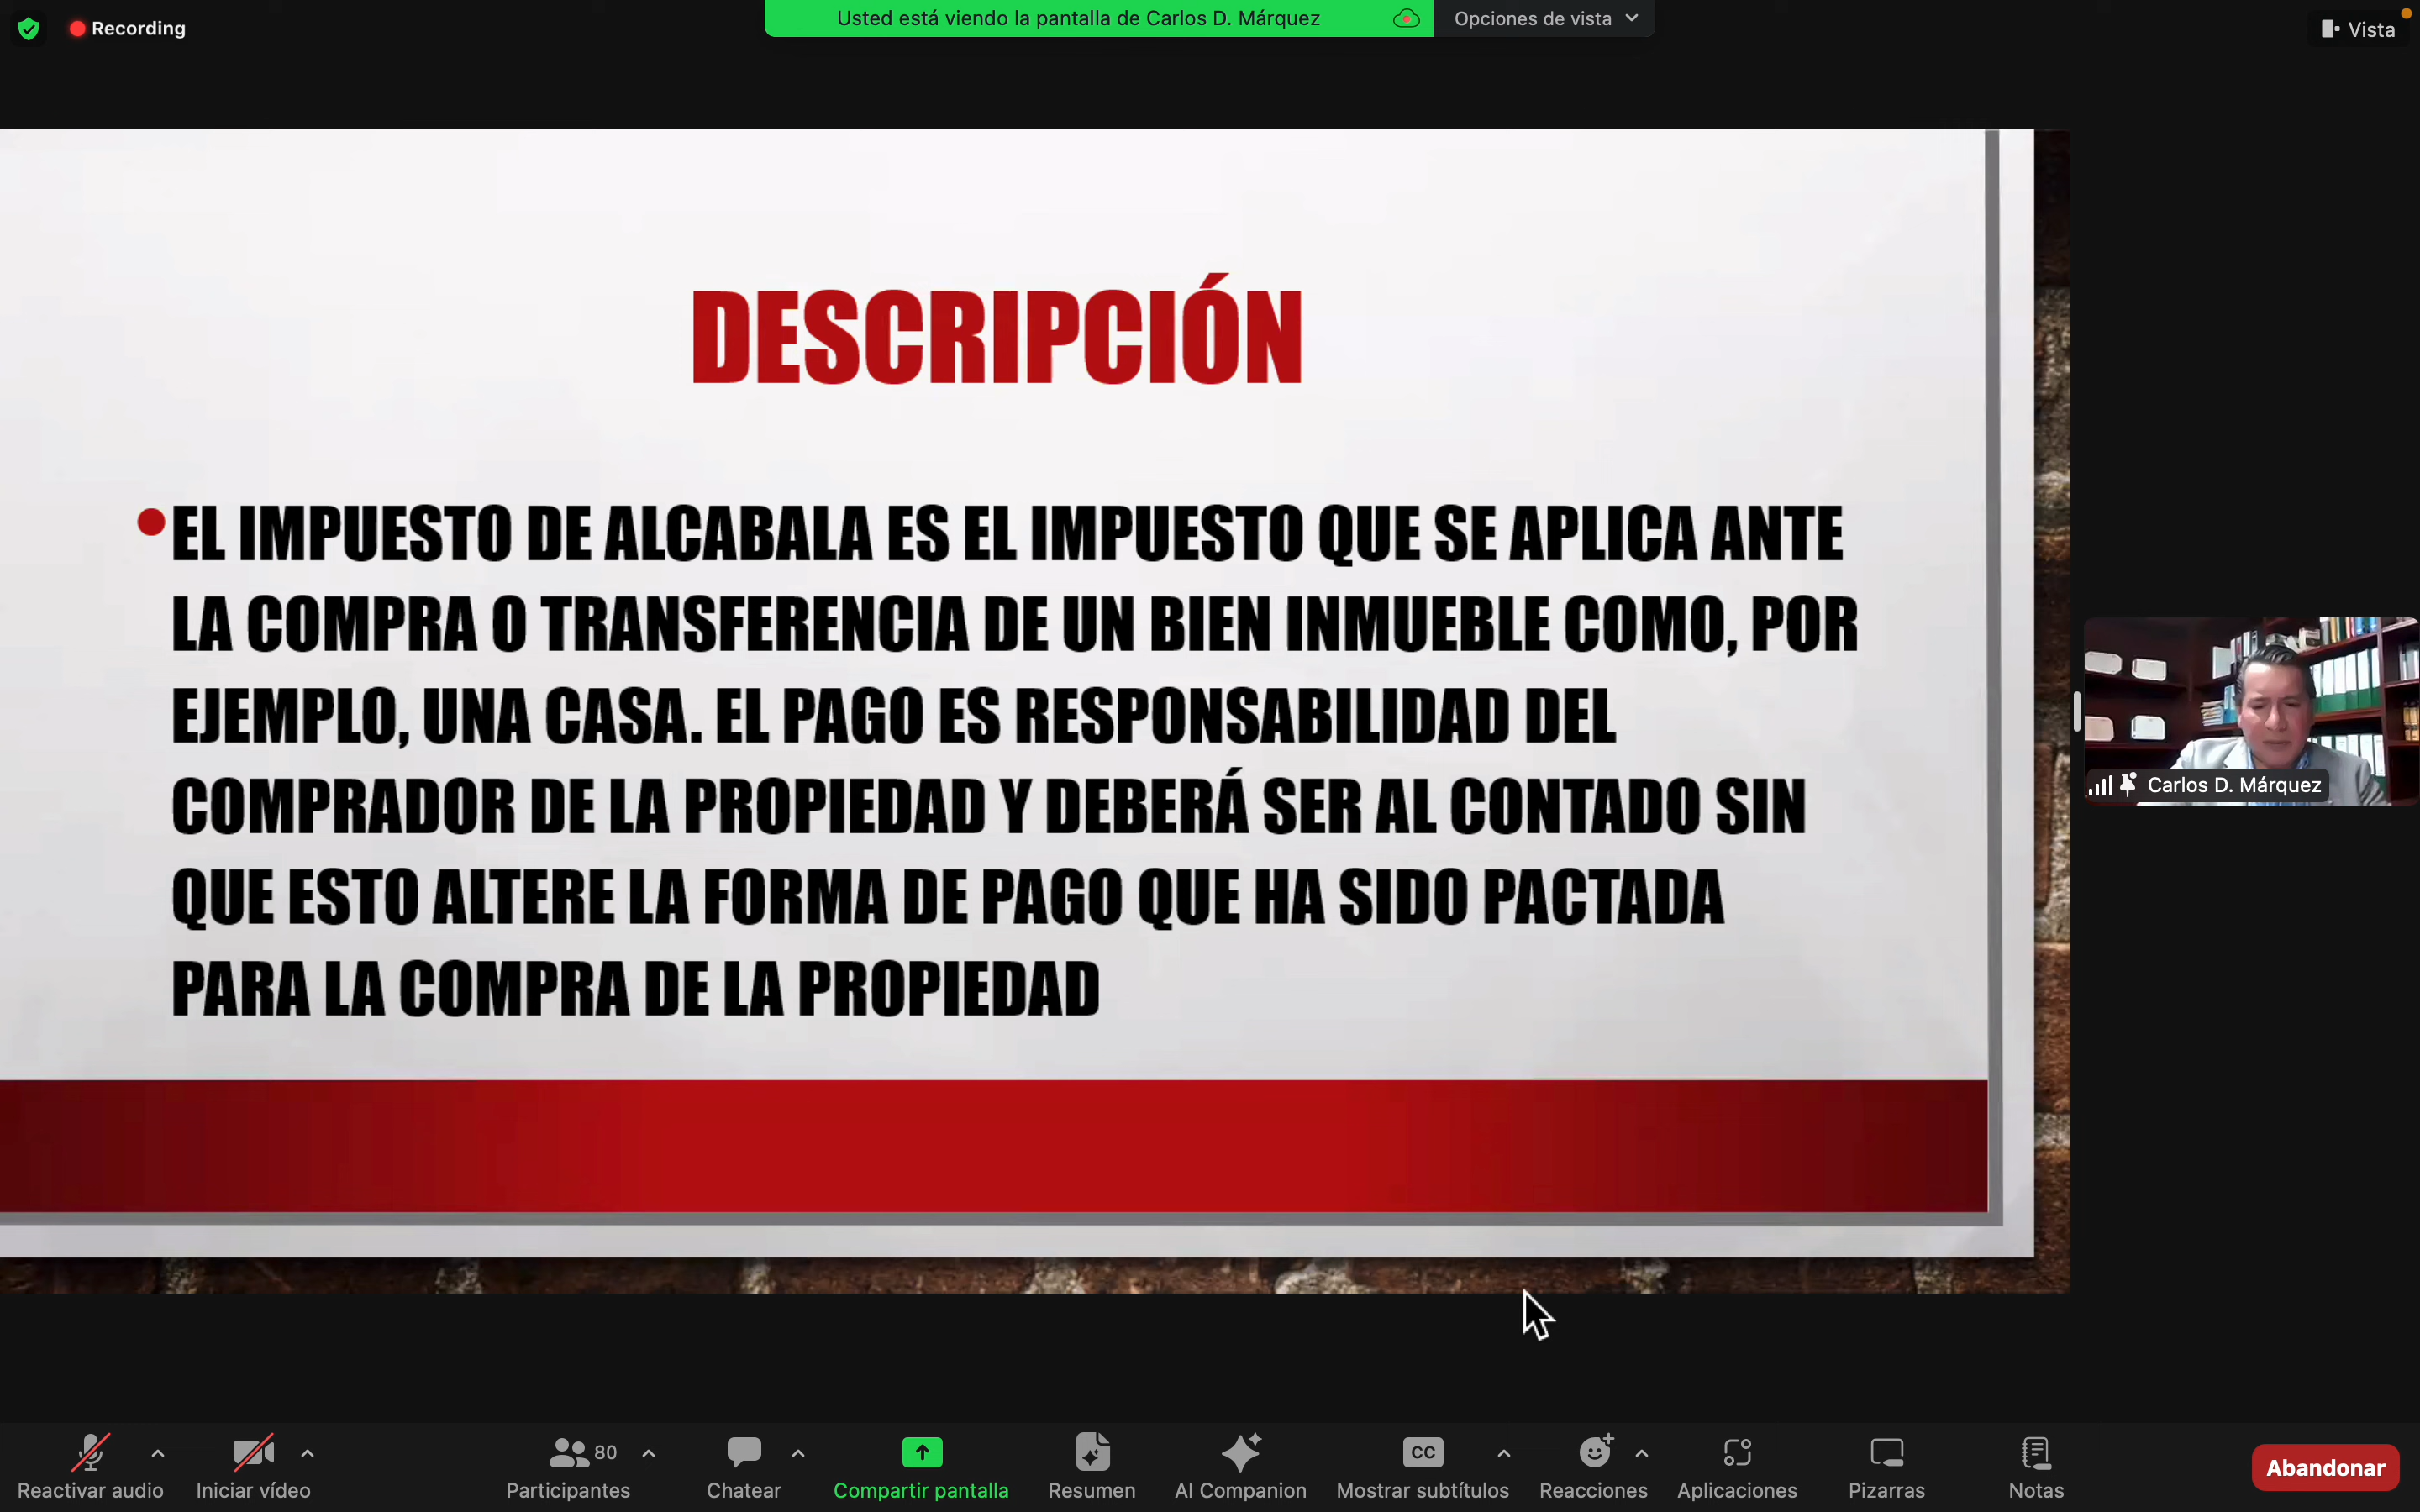 Recording
Usted está viendo la pantalla de Carlos D. Márquez
Opciones de vista
Vista
DESCRIPCIÓN
EL IMPUESTO DE ALCABALA ES EL IMPUESTO QUE SE APLICA ANTE
LA COMPRA O TRANSFERENCIA DE UN BIEN INMUEBLE COMO, POR
EJEMPLO, UNA CASA. EL PAGO ES RESPONSABILIDAD DEL
COMPRADOR DE LA PROPIEDAD Y DEBERÁ SER AL CONTADO SIN
QUE ESTO ALTERE LA FORMA DE PAGO QUE HA SIDO PACTADA
PARA LA COMPRA DE LA PROPIEDAD
Carlos D. Márquez
Reactivar audio
Iniciar vídeo
80
Participantes
Chatear
Compartir pantalla
Resumen
AI Companion
CC
Mostrar subtítulos
Reacciones
Aplicaciones
Pizarras
Notas
Abandonar